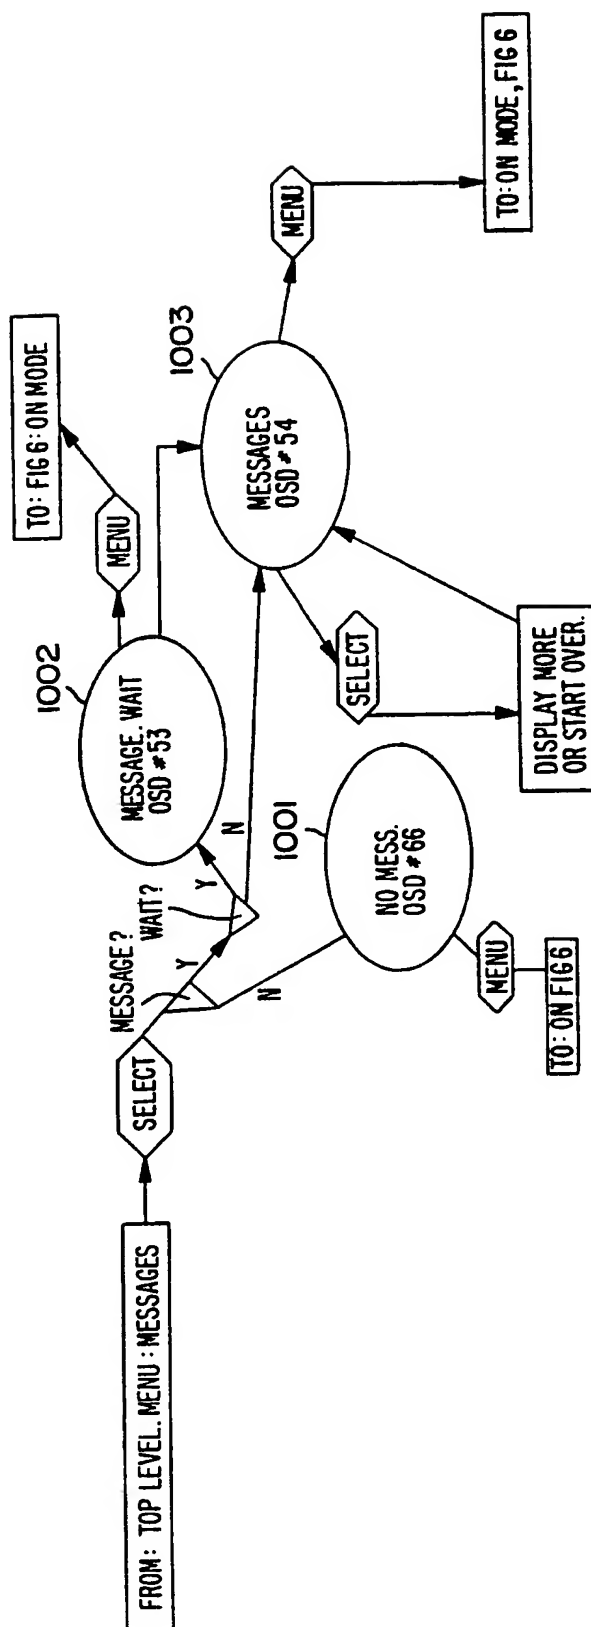 FROM: TOP LEVEL. MENU: MESSAGES
SELECT
MESSAGE?
Y
N
WAIT?
Y
N
1002
MESSAGE. WAIT
OSD #53
MENU
TO: FIG 6: ON MODE
1001
NO MESS.
OSD #66
MENU
TO: ON FIG 6
1003
MESSAGES
OSD #54
SELECT
DISPLAY MORE
OR START OVER.
MENU
TO: ON MODE, FIG 6